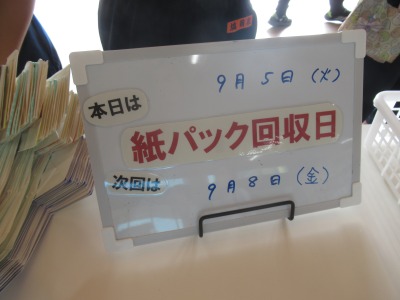 9月5日(火)
本日は
紙パック回収日
次回は
9月8日(金)